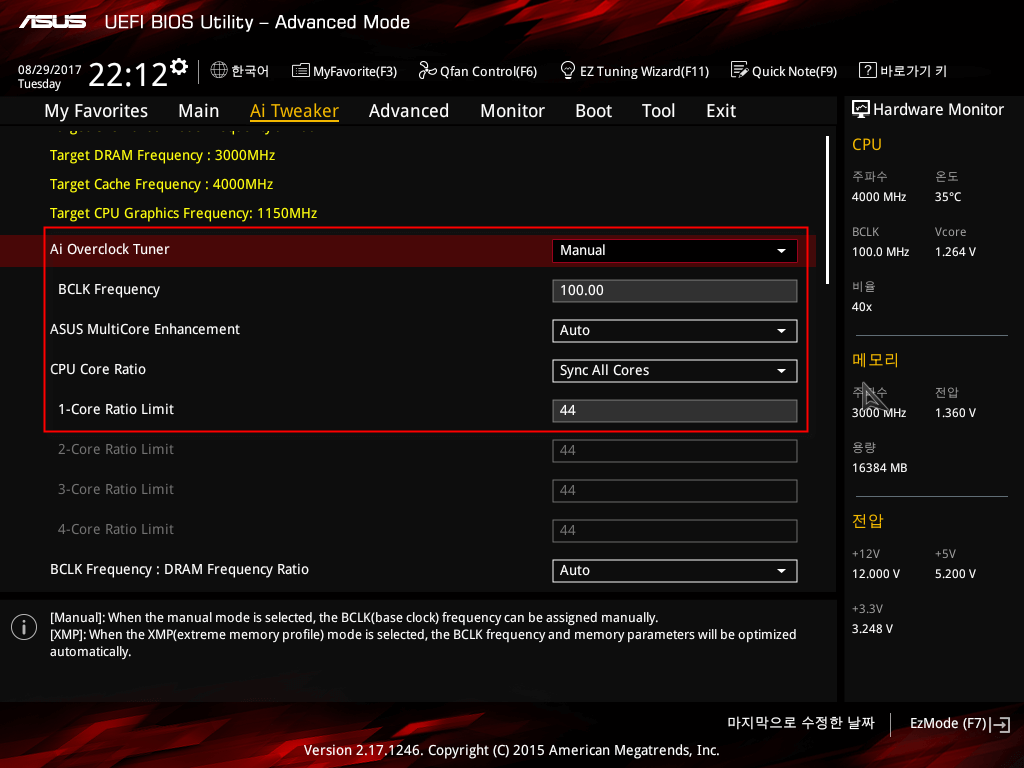 ASUS UEFI BIOS Utility – Advanced Mode
08/29/2017
Tuesday
22:12
한국어
MyFavorite(F3)
Qfan Control(F6)
EZ Tuning Wizard(F11)
Quick Note(F9)
? 바로가기 키
My Favorites Main Ai Tweaker Advanced Monitor Boot Tool Exit
Target DRAM Frequency : 3000MHz
Target Cache Frequency : 4000MHz
Target CPU Graphics Frequency: 1150MHz
Ai Overclock Tuner Manual
BCLK Frequency 100.00
ASUS MultiCore Enhancement Auto
CPU Core Ratio Sync All Cores
1-Core Ratio Limit 44
2-Core Ratio Limit 44
3-Core Ratio Limit 44
4-Core Ratio Limit 44
BCLK Frequency : DRAM Frequency Ratio Auto
[Manual]: When the manual mode is selected, the BCLK(base clock) frequency can be assigned manually.
[XMP]: When the XMP(extreme memory profile) mode is selected, the BCLK frequency and memory parameters will be optimized
automatically.
Hardware Monitor
CPU
주파수 온도
4000 MHz 35°C
BCLK Vcore
100.0 MHz 1.264 V
비율
40x
메모리
주파수 전압
3000 MHz 1.360 V
용량
16384 MB
전압
+12V +5V
12.000 V 5.200 V
+3.3V
3.248 V
마지막으로 수정한 날짜
EzMode (F7)
Version 2.17.1246. Copyright (C) 2015 American Megatrends, Inc.